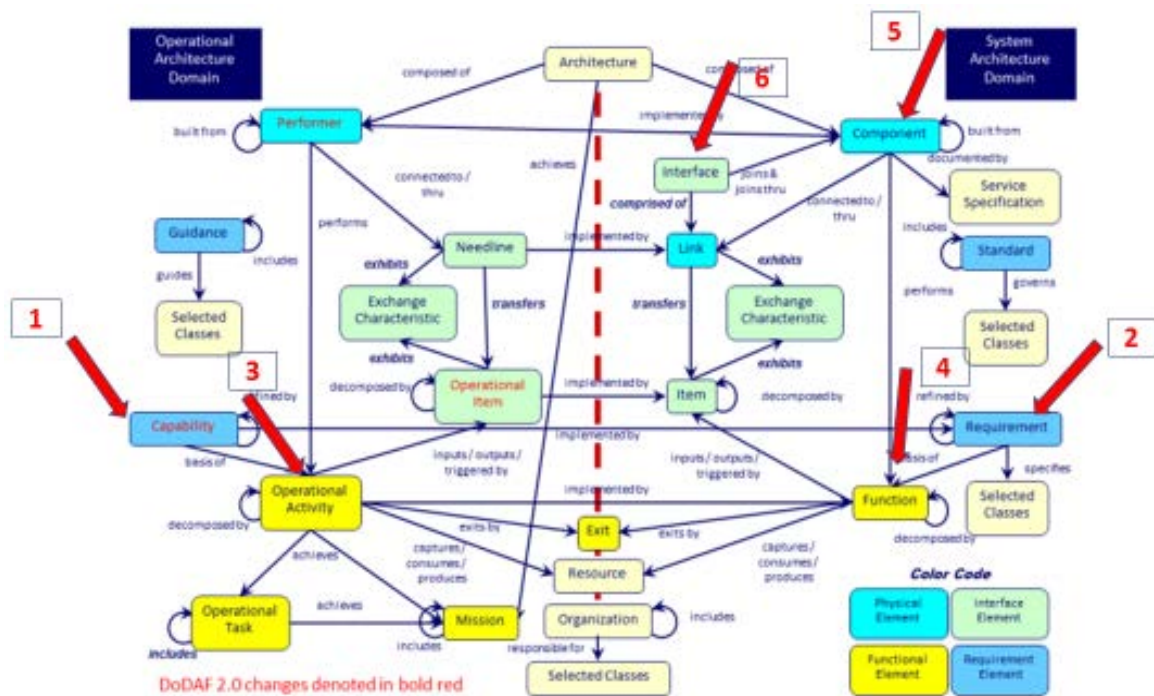 Operational
Architecture
Domain
5
System
Architecture
Domain
Architecture
composed of
composed of
6
Performer
built from
implemented by
Component
built from
achieves
documented by
Interface
joins &
joins thru
Service
Specification
connected to /
thru
comprised of
connected to /
thru
performs
includes
Guidance
includes
Needline
implemented by
Link
Standard
guides
exhibits
exhibits
governs
performs
Selected
Classes
Exchange
Characteristic
transfers
transfers
Exchange
Characteristic
Selected
Classes
1
2
3
exhibits
exhibits
4
decomposed by
Operational
Item
implemented by
Item
decomposed by
refined by
refined by
Capability
implemented by
Requirement
basis of
inputs / outputs /
triggered by
inputs / outputs /
triggered by
basis of
specifies
Operational
Activity
implemented by
Function
Selected
Classes
decomposed by
exits by
Exit
exits by
decomposed by
achieves
captures /
consumes /
produces
Resource
captures /
consumes /
produces
Color Code
Operational
Task
achieves
Mission
Organization
includes
Physical
Element
Interface
Element
includes
includes
responsible for
Selected Classes
Functional
Element
Requirement
Element
DoDAF 2.0 changes denoted in bold red